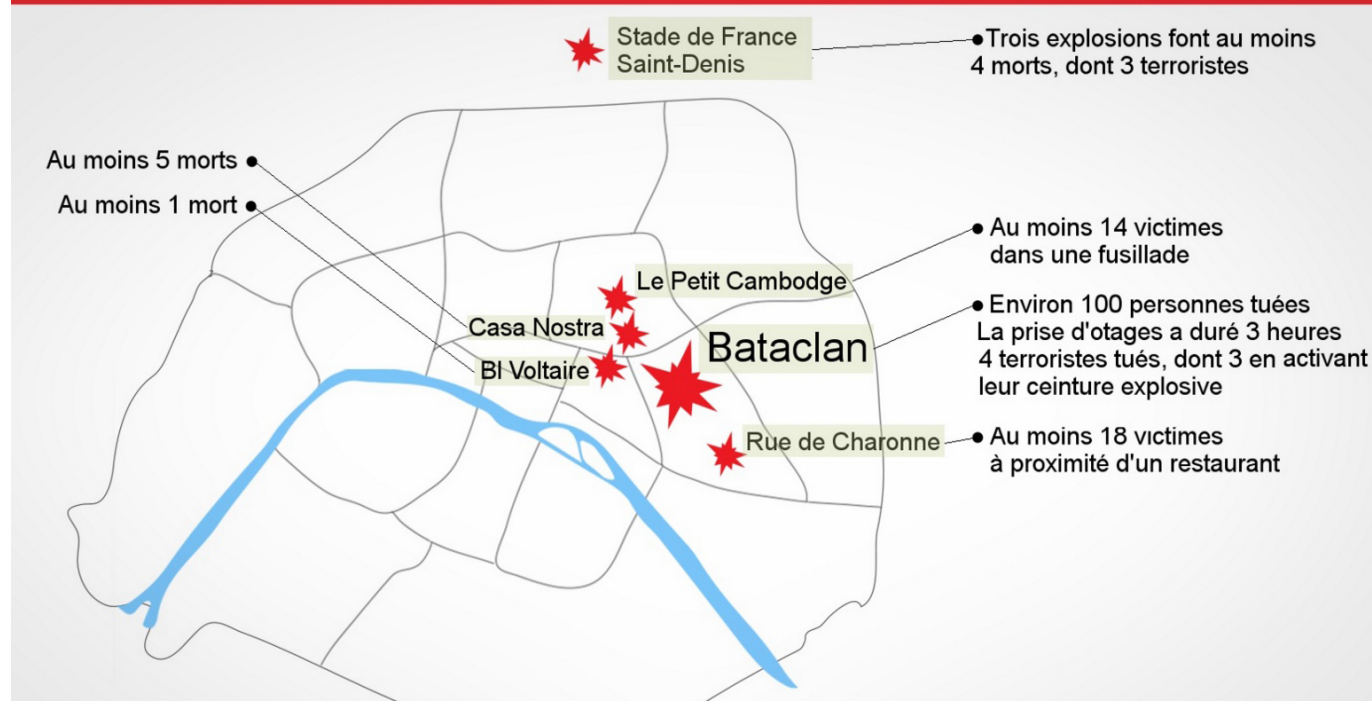 Stade de France
Saint-Denis
Trois explosions font au moins
4 morts, dont 3 terroristes
Au moins 5 morts
Au moins 1 mort
Au moins 14 victimes
dans une fusillade
Le Petit Cambodge
Casa Nostra
Bl Voltaire
Bataclan
Environ 100 personnes tuées
La prise d'otages a duré 3 heures
4 terroristes tués, dont 3 en activant
leur ceinture explosive
Rue de Charonne
Au moins 18 victimes
à proximité d'un restaurant